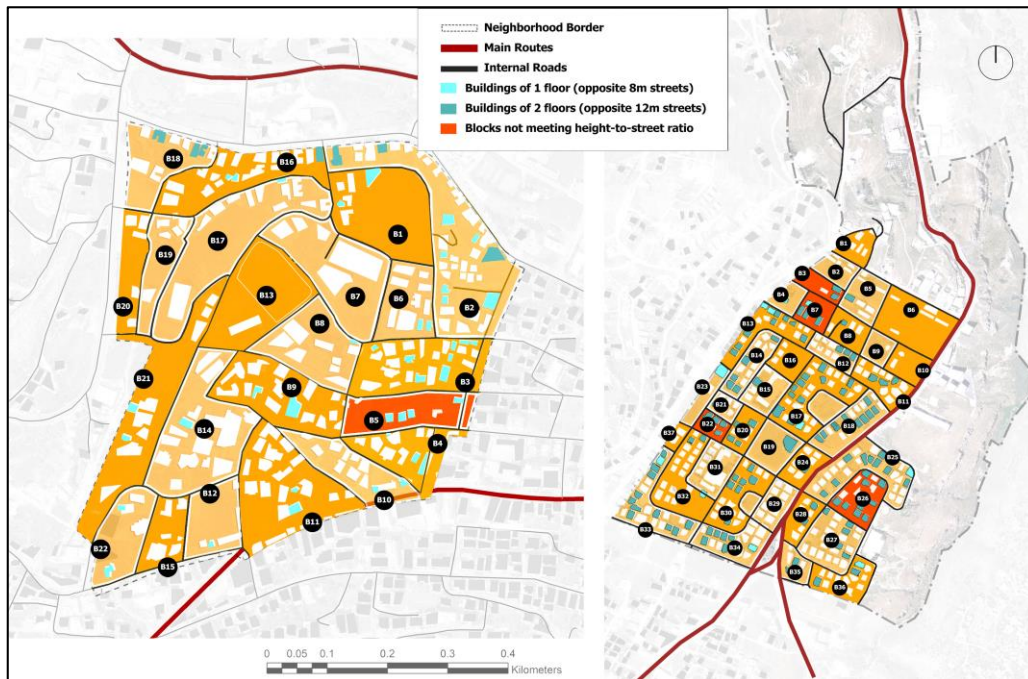 Neighborhood Border
Main Routes
Internal Roads
Buildings of 1 floor (opposite 8m streets)
Buildings of 2 floors (opposite 12m streets)
Blocks not meeting height-to-street ratio
B18
B16
B1
B17
B19
B20
B13
B7
B6
B2
B8
B21
B9
B3
B5
B14
B4
B12
B10
B11
B22
B15
0 0.05 0.1 0.2 0.3 0.4
Kilometers
B1
B3
B2
B4
B5
B6
B7
B13
B8
B9
B14
B12
B16
B10
B23
B15
B11
B21
B17
B22
B20
B18
B37
B19
B25
B31
B24
B26
B32
B29
B30
B28
B33
B27
B34
B35
B36